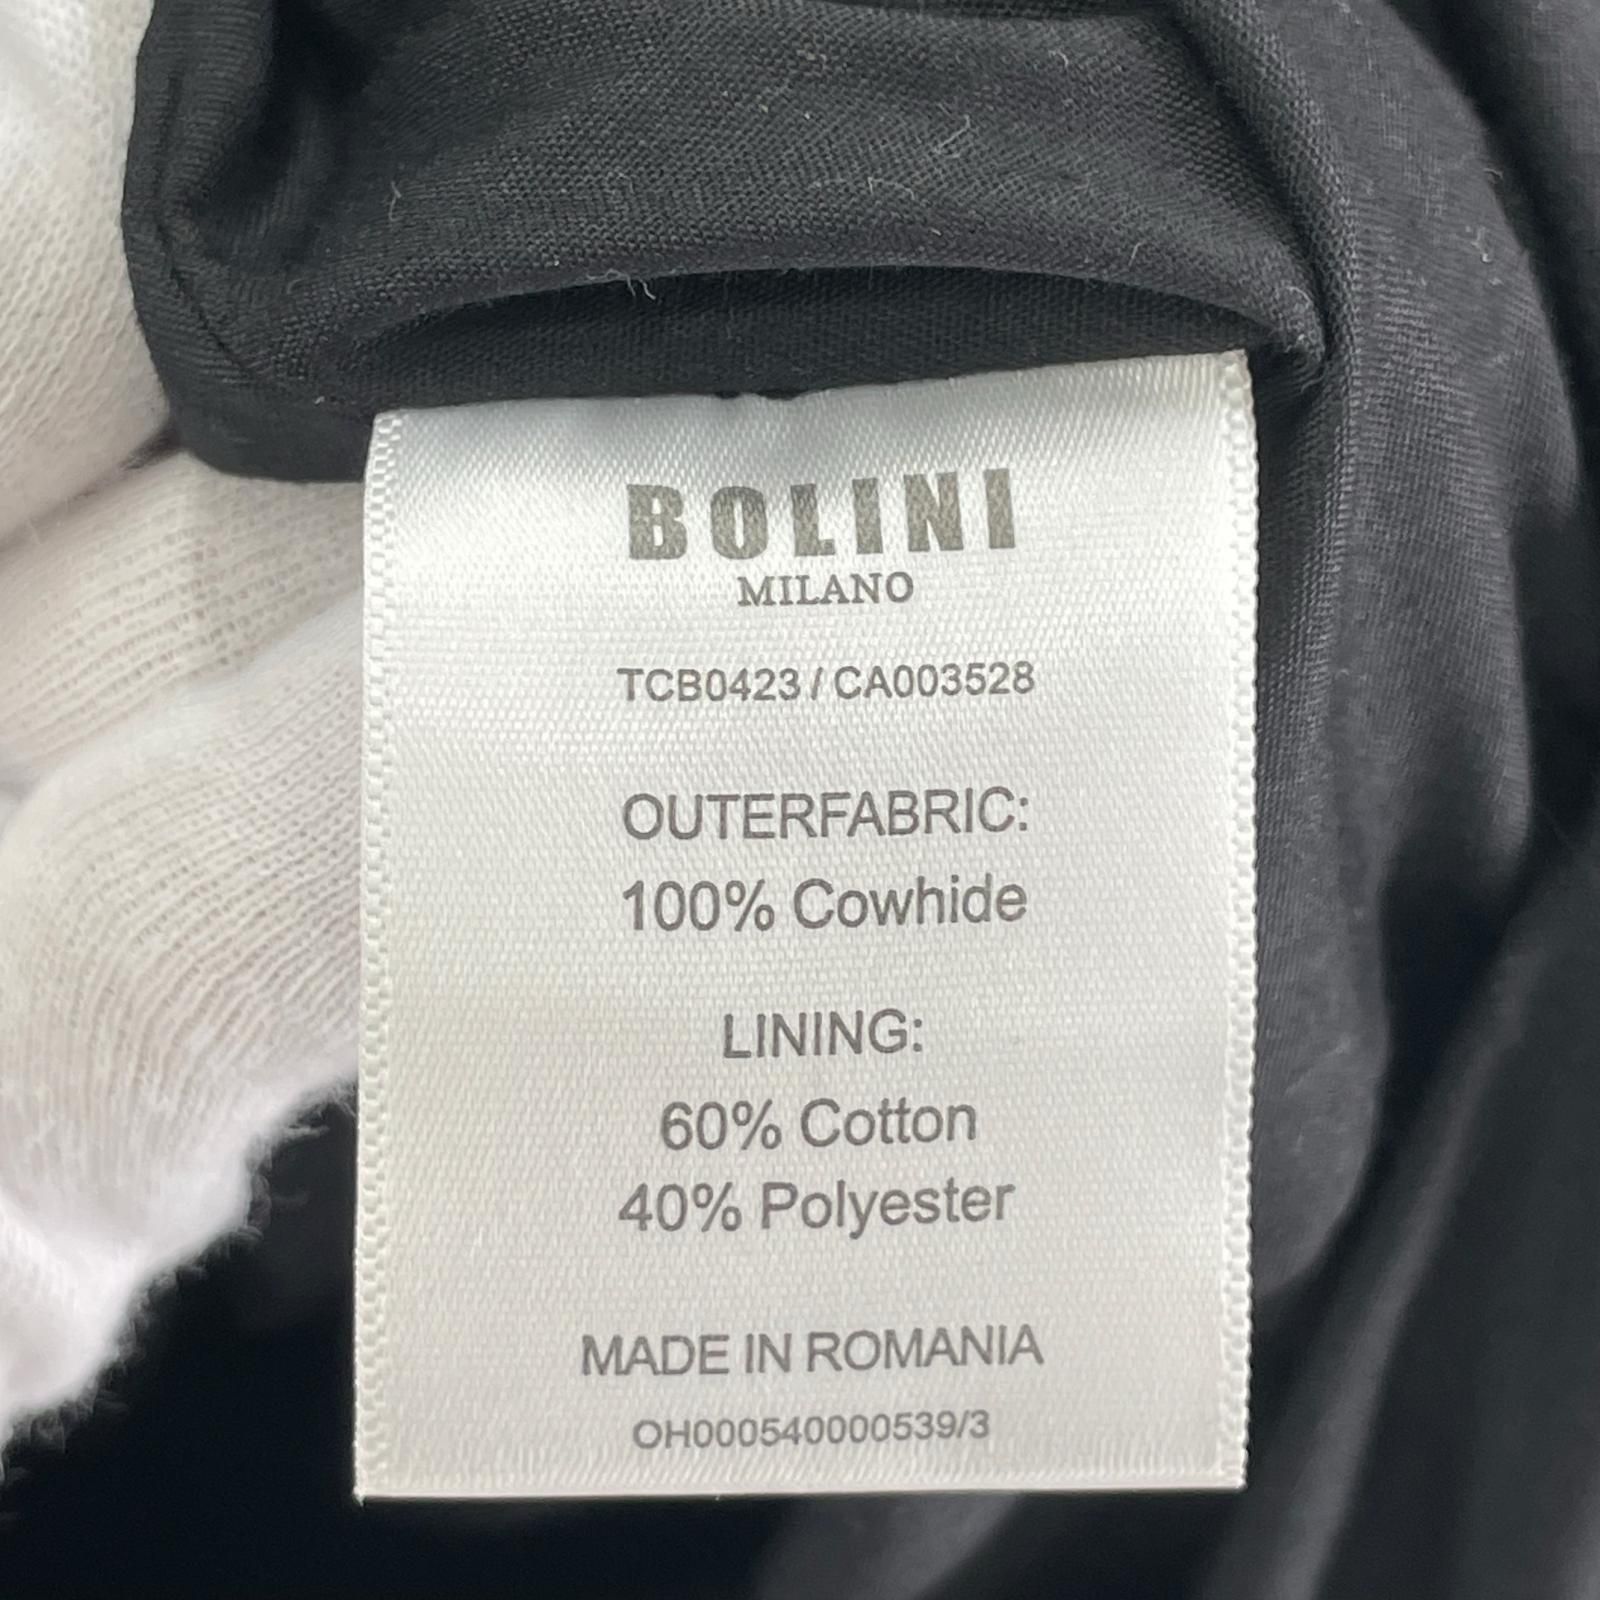 BOLINI
MILANO
TCB0423 / CA003528
OUTERFABRIC:
100% Cowhide
LINING:
60% Cotton
40% Polyester
MADE IN ROMANIA
OH000540000539/3